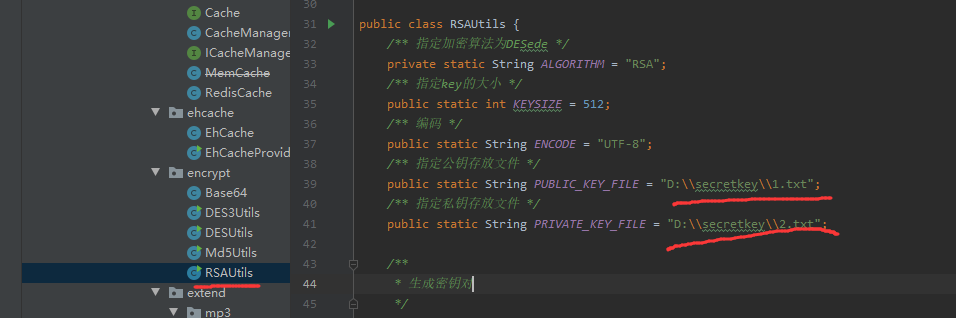 Cache
CacheManager
ICacheManage
MemCache
RedisCache
ehcache
EhCache
EhCacheProvid
encrypt
Base64
DES3Utils
DESUtils
Md5Utils
RSAUtils
extend
mp3
30
31 public class RSAUtils {
32 /** 指定加密算法为DESede */
33 private static String ALGORITHM = "RSA";
34 /** 指定key的大小 */
35 public static int KEYSIZE = 512;
36 /** 编码 */
37 public static String ENCODE = "UTF-8";
38 /** 指定公钥存放文件 */
39 public static String PUBLIC_KEY_FILE = "D:\\secretkey\\1.txt";
40 /** 指定私钥存放文件 */
41 public static String PRIVATE_KEY_FILE = "D:\\secretkey\\2.txt";
42
43 /**
44 * 生成密钥对
45 */